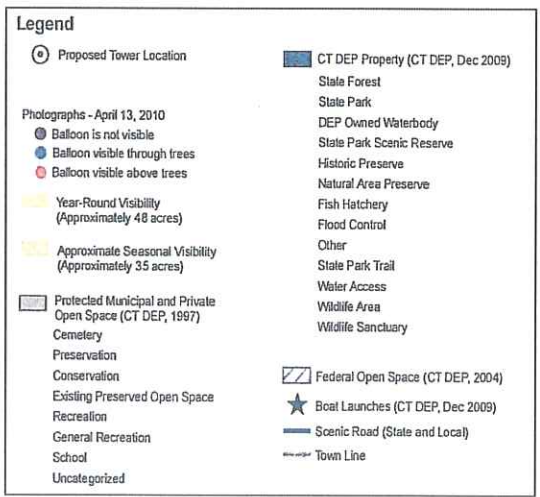 Legend
Proposed Tower Location
Photographs - April 13, 2010
Balloon is not visible
Balloon visible through trees
Balloon visible above trees
Year-Round Visibility
(Approximately 48 acres)
Approximate Seasonal Visibility
(Approximately 35 acres)
Protected Municipal and Private
Open Space (CT DEP, 1997)
Cemetery
Preservation
Conservation
Existing Preserved Open Space
Recreation
General Recreation
School
Uncategorized
CT DEP Property (CT DEP, Dec 2009)
State Forest
State Park
DEP Owned Waterbody
State Park Scenic Reserve
Historic Preserve
Natural Area Preserve
Fish Hatchery
Flood Control
Other
State Park Trail
Water Access
Wildlife Area
Wildlife Sanctuary
Federal Open Space (CT DEP, 2004)
Boat Launches (CT DEP, Dec 2009)
Scenic Road (State and Local)
Town Line